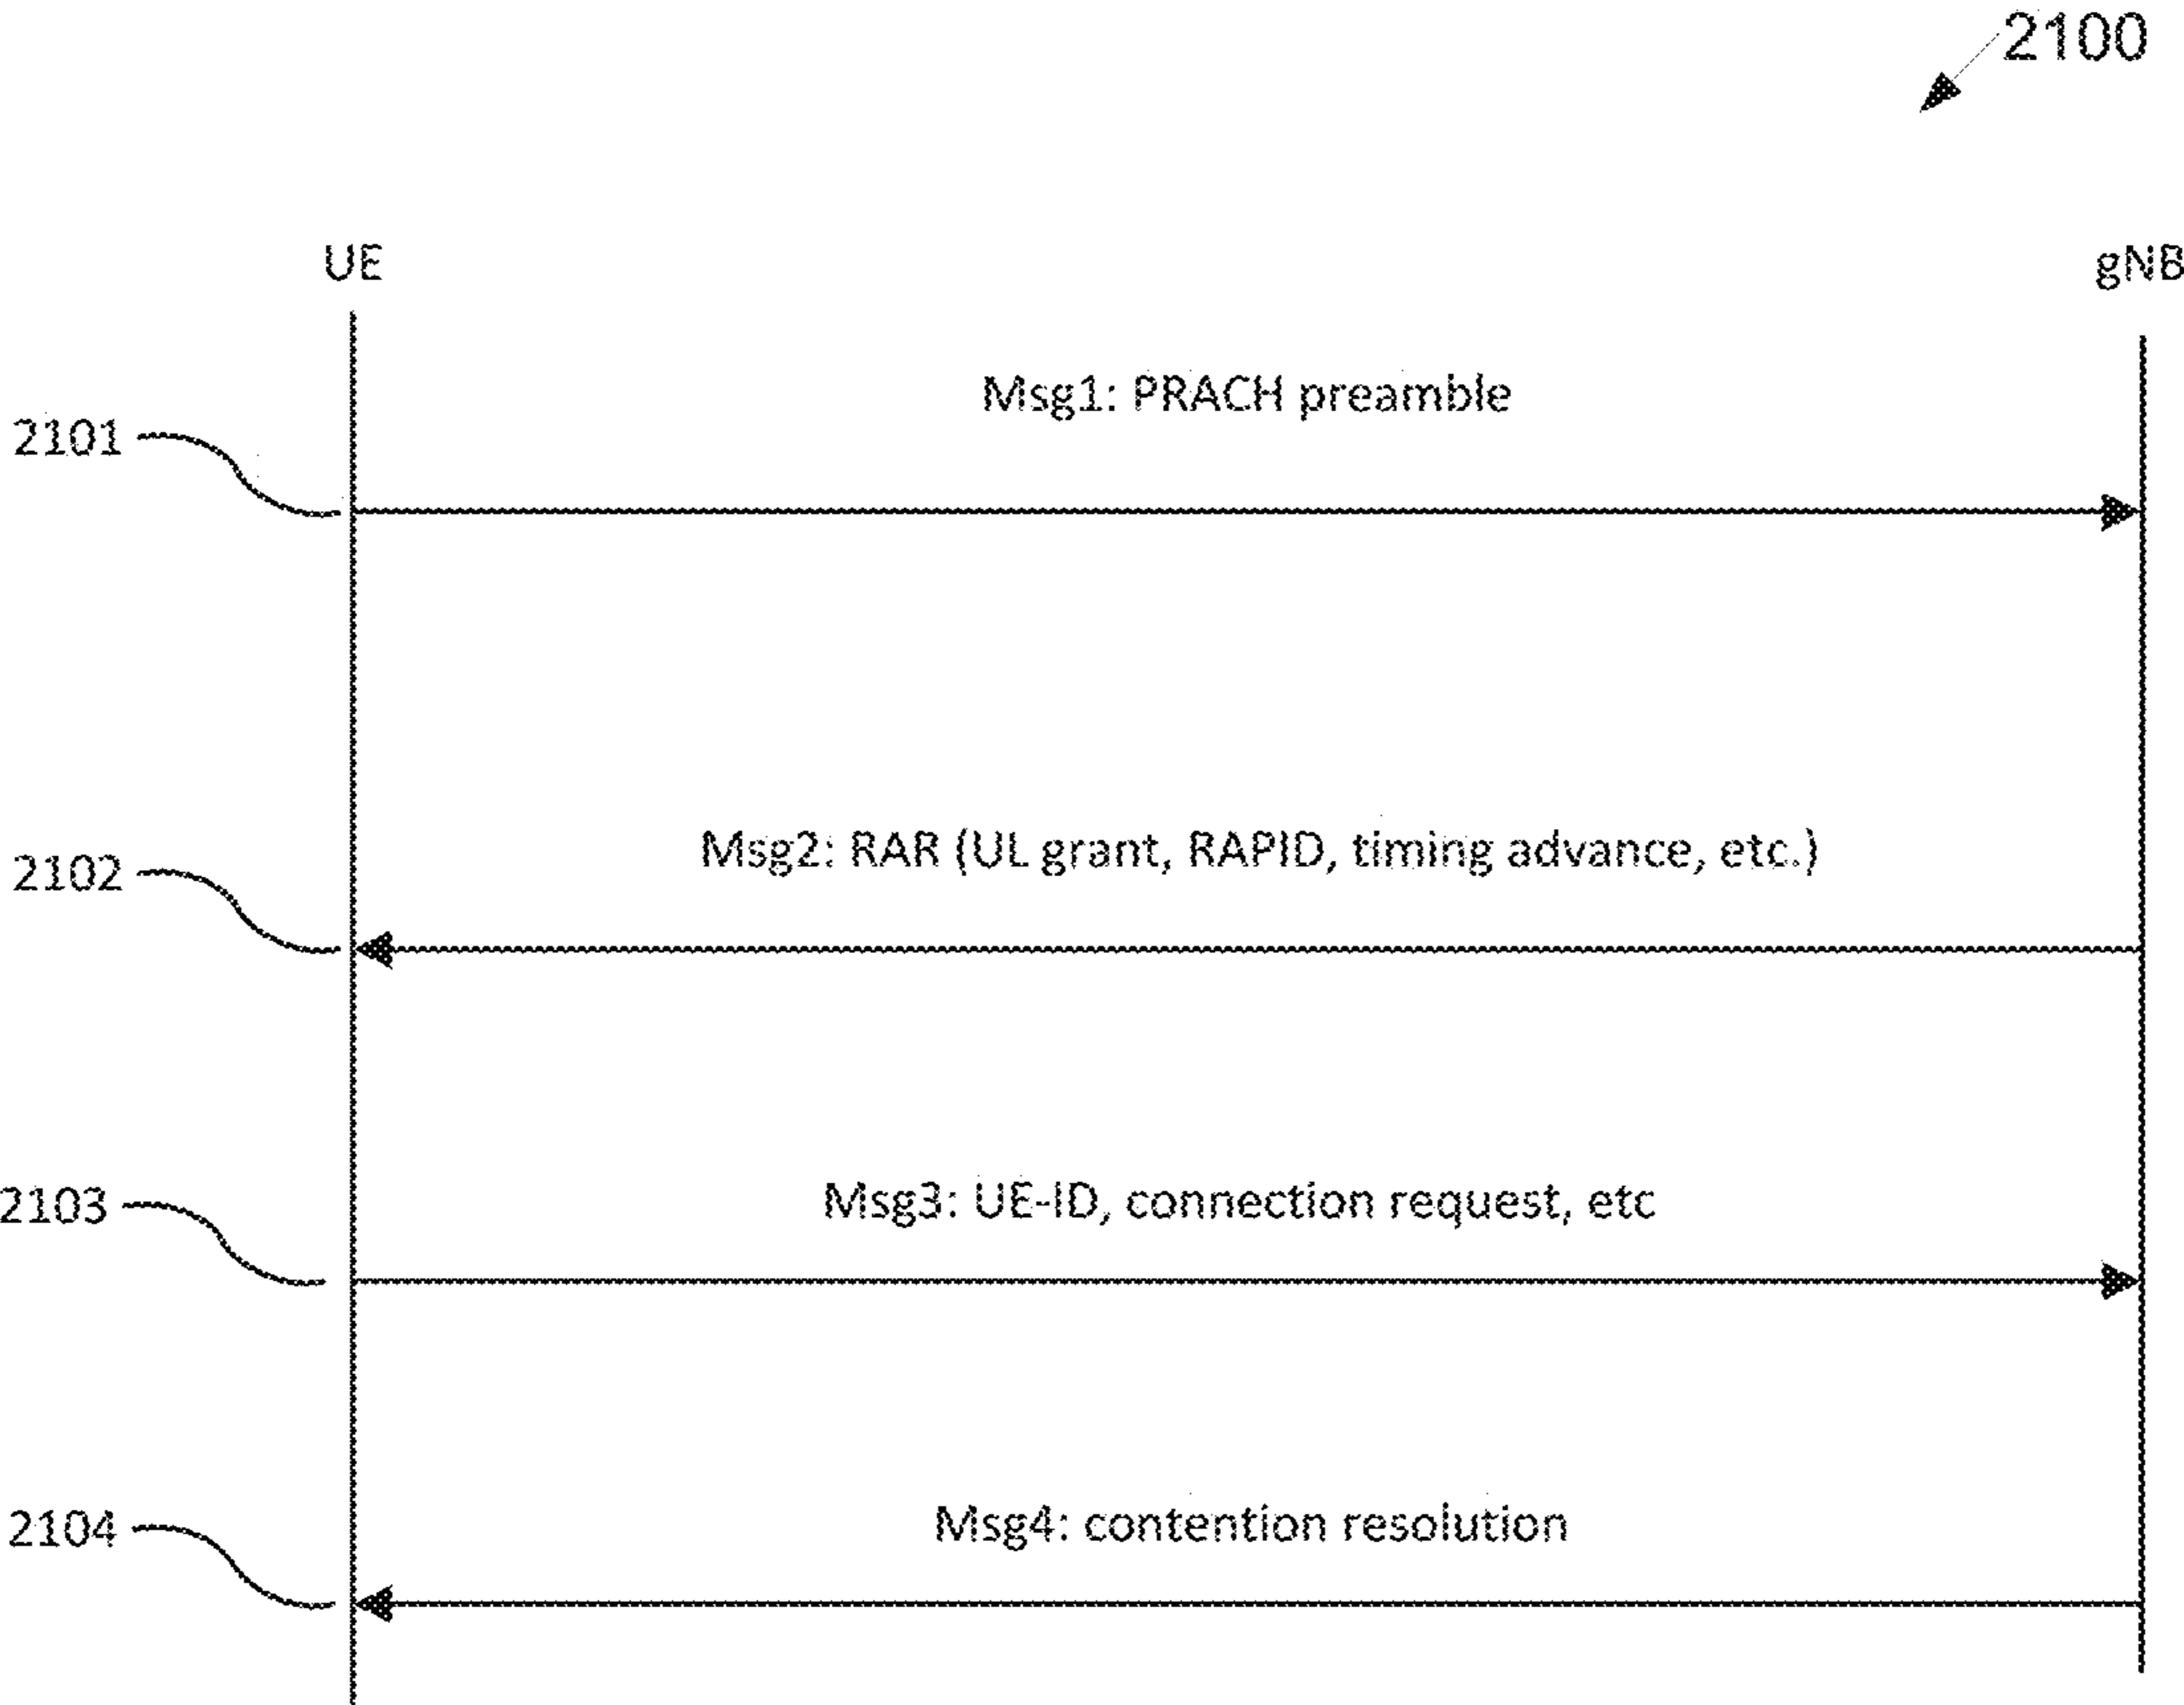 2100
UE
gNB
Msg1: PRACH preamble
2101
Msg2: RAR (UL grant, RAPID, timing advance, etc.)
2102
Msg3: UE-ID, connection request, etc
2103
Msg4: contention resolution
2104